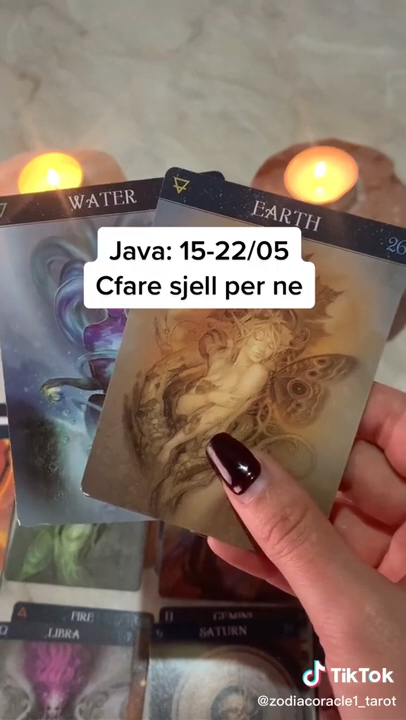 WATER
EARTH
26
Java: 15-22/05
Cfare sjell per ne
FIRE
GEMINI
LIBRA
SATURN
TikTok
@zodiacoracle1_tarot